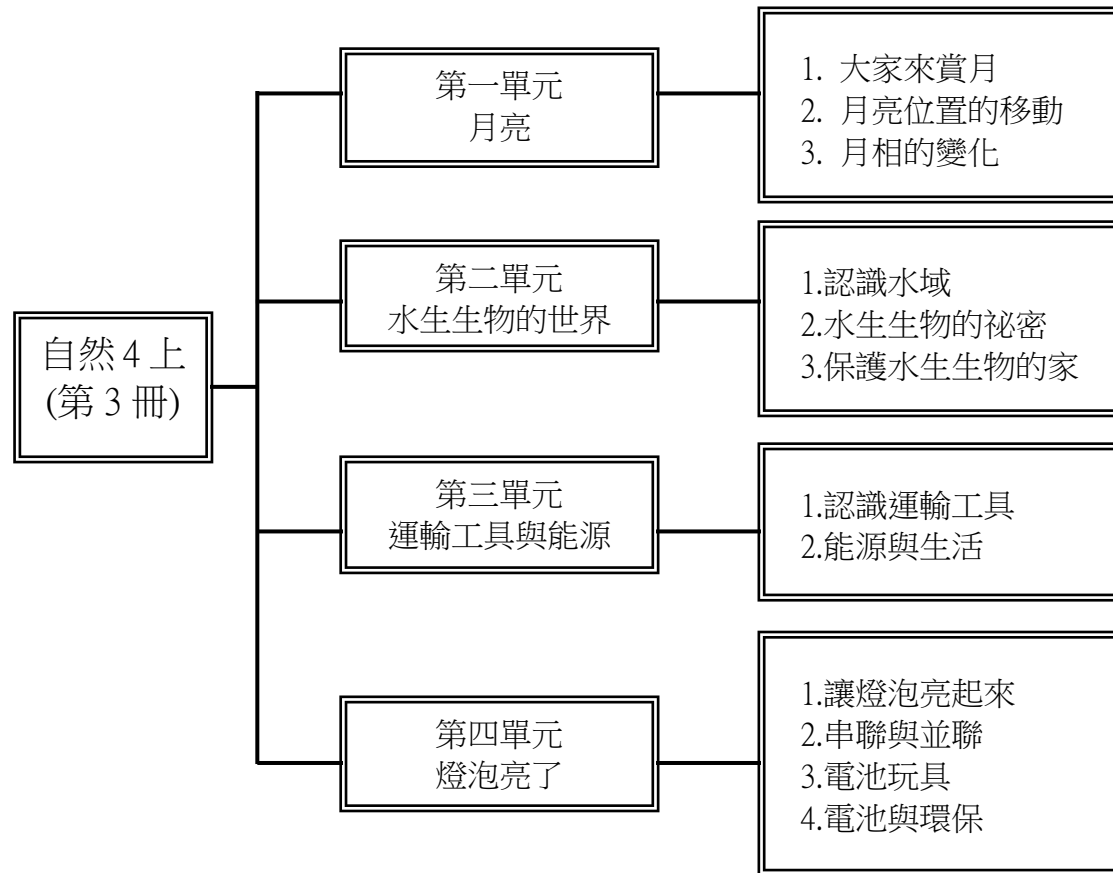 自然4上
(第3冊)
第一單元
月亮
1. 大家來賞月
2. 月亮位置的移動
3. 月相的變化
第二單元
水生生物的世界
1.認識水域
2.水生生物的祕密
3.保護水生生物的家
第三單元
運輸工具與能源
1.認識運輸工具
2.能源與生活
第四單元
燈泡亮了
1.讓燈泡亮起來
2.串聯與並聯
3.電池玩具
4.電池與環保